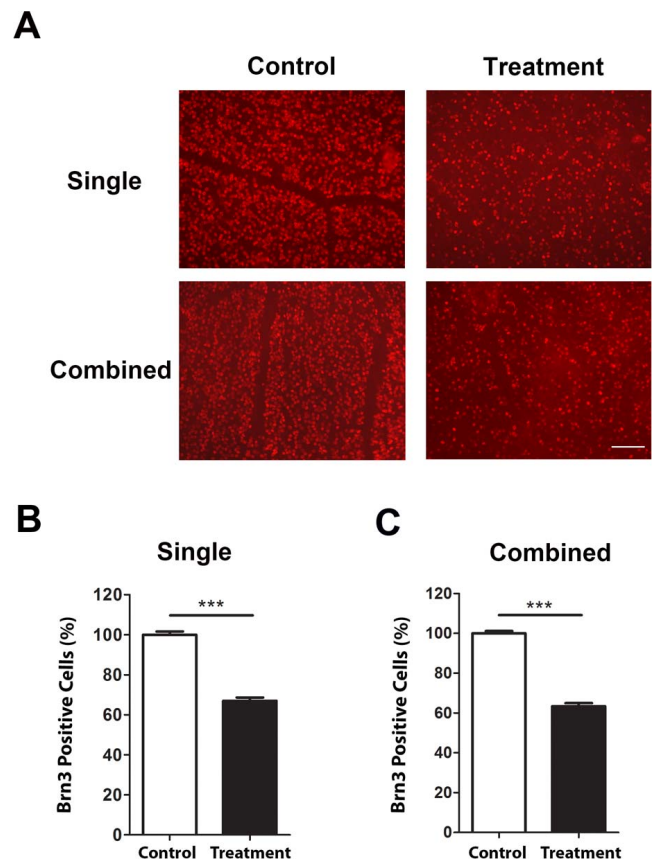 A
Control Treatment
Single
Combined
B
Single
Brn3 Positive Cells (%)
120
100
80
60
40
20
0
***
Control Treatment
C
Combined
Brn3 Positive Cells (%)
120
100
80
60
40
20
0
***
Control Treatment